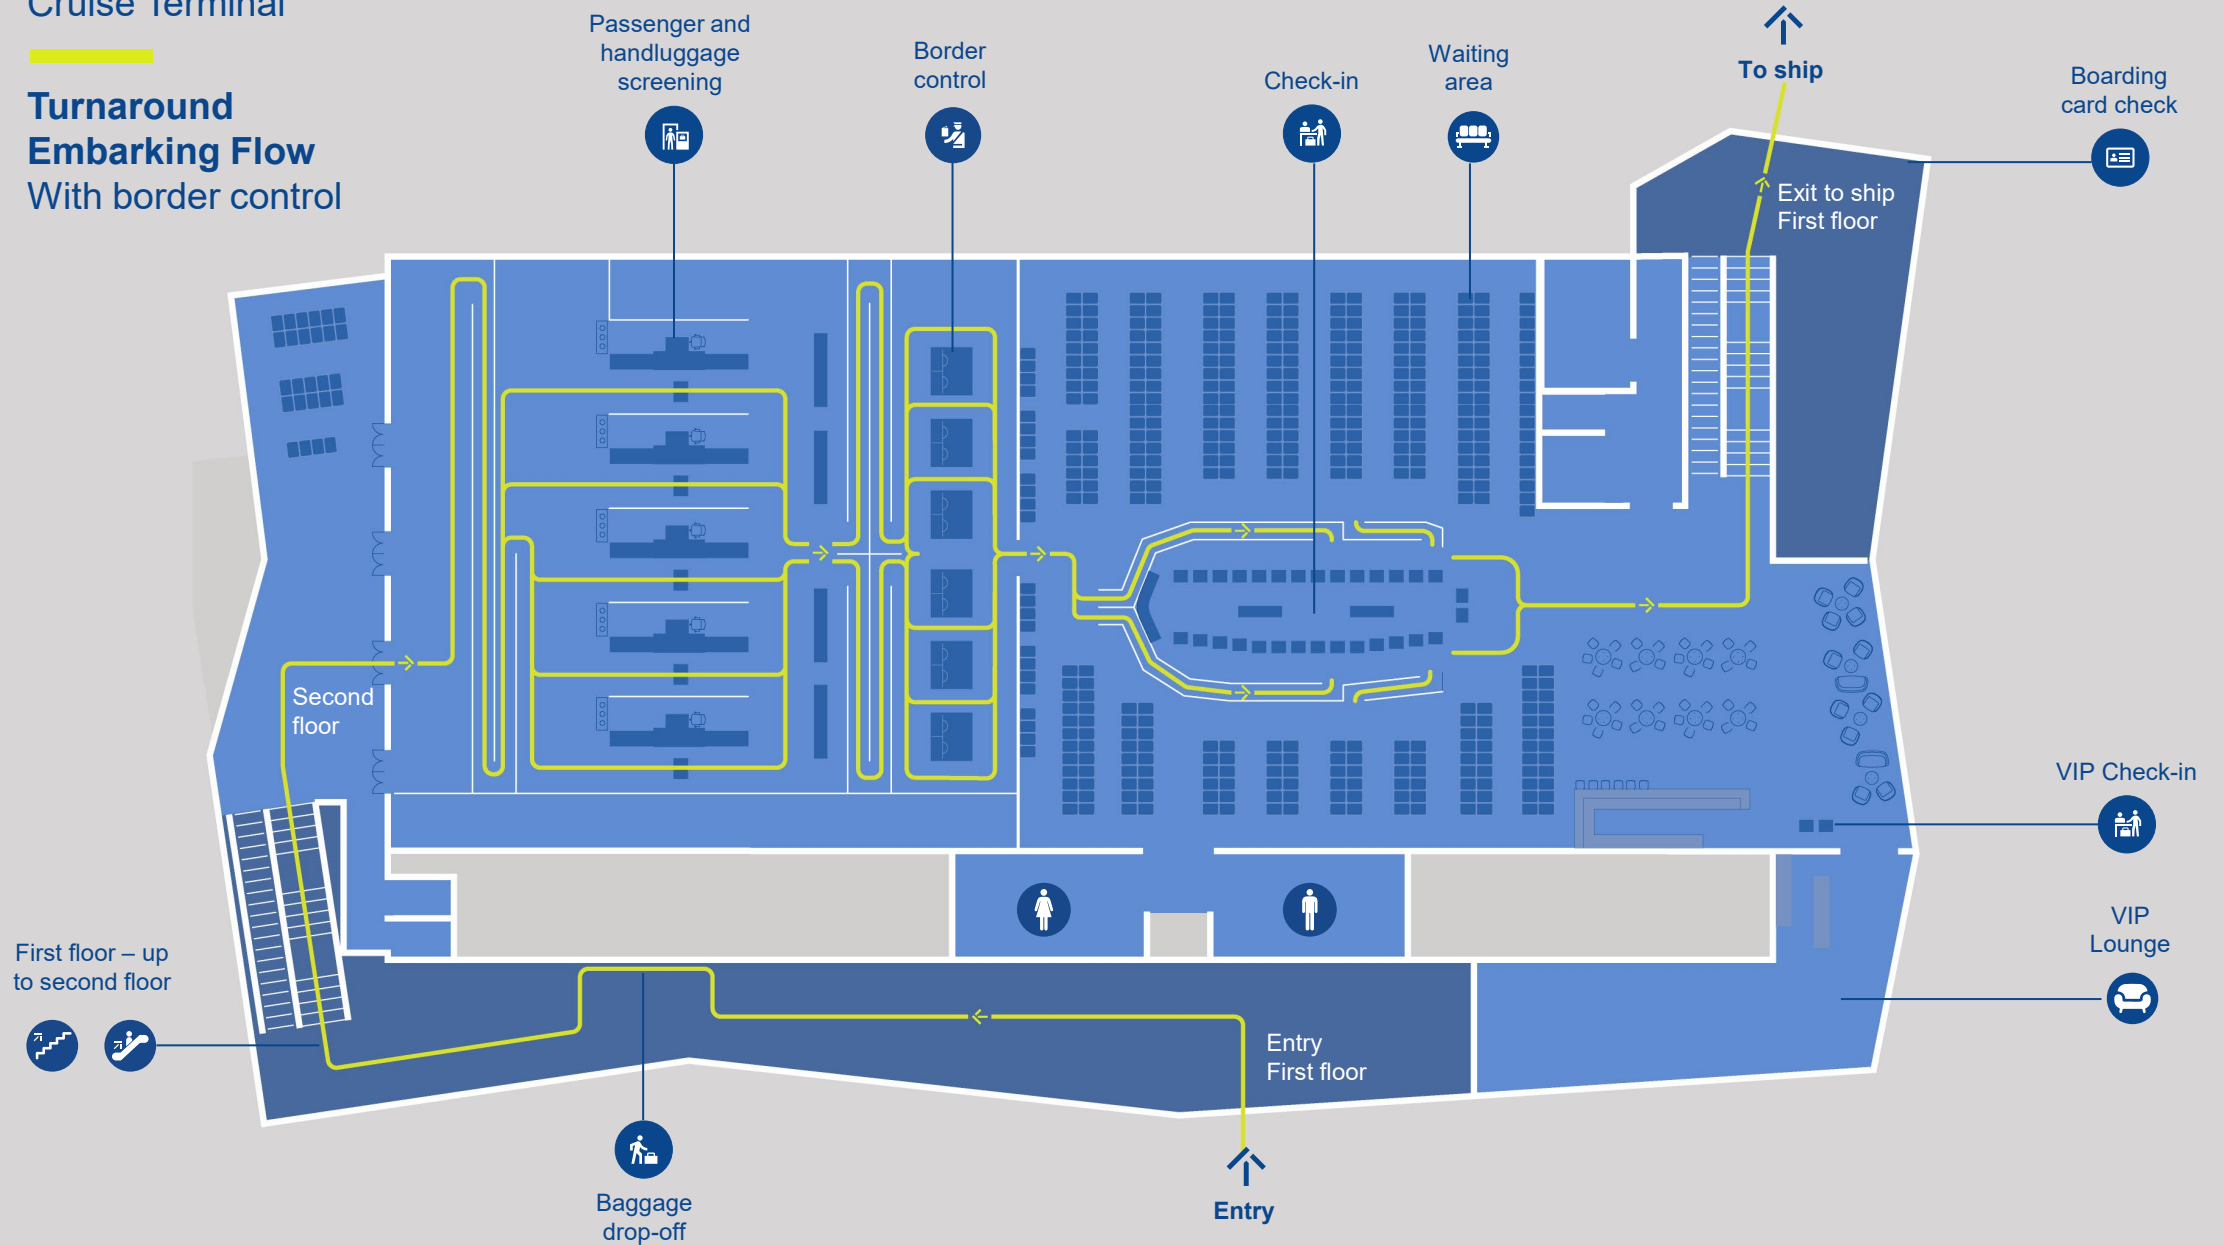 Cruise Terminal
Turnaround
Embarking Flow
With border control
Passenger and
handluggage
screening
Border
control
Check-in
Waiting
area
To ship
Boarding
card check
Exit to ship
First floor
Second
floor
VIP Check-in
VIP
Lounge
First floor – up
to second floor
Entry
First floor
Baggage
drop-off
Entry